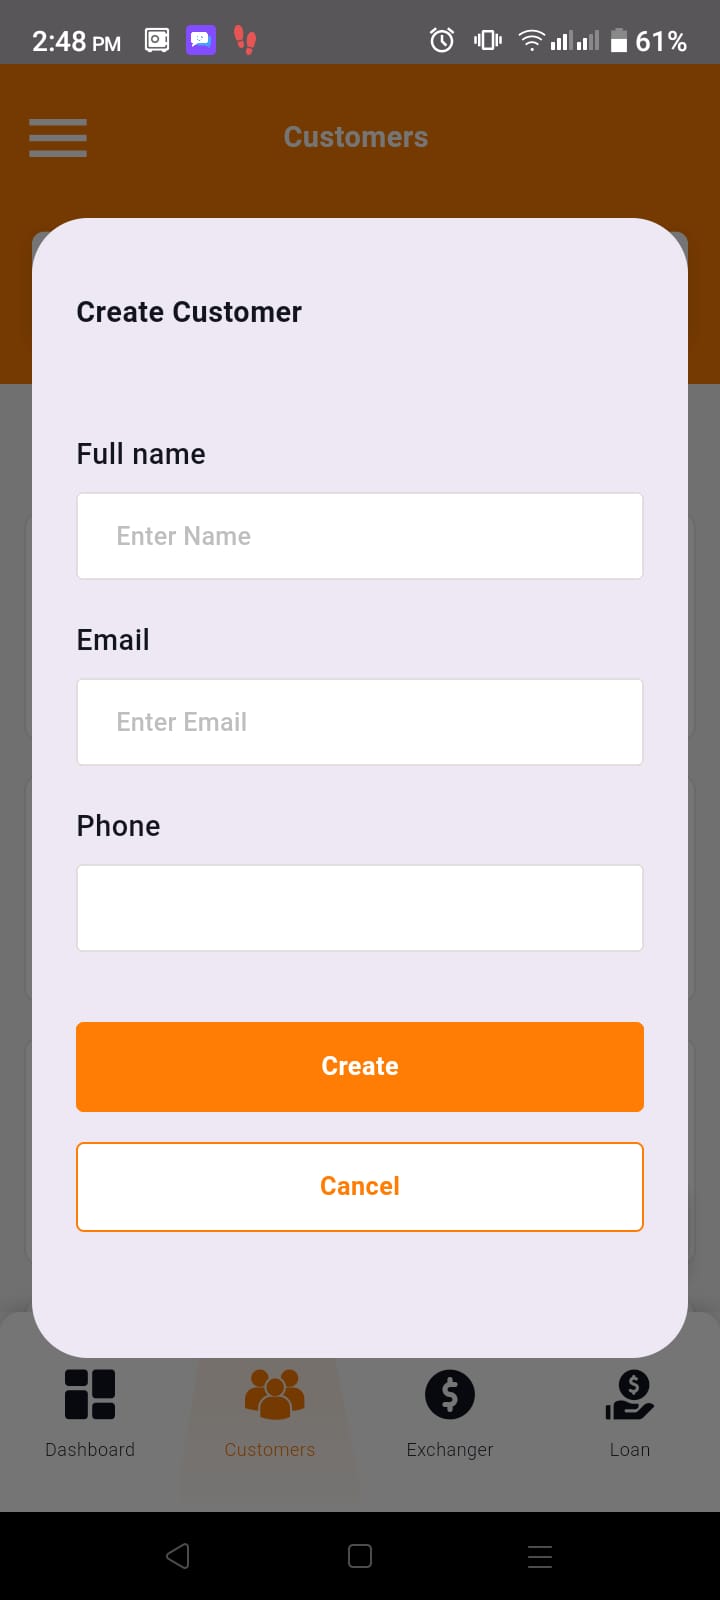 2:48 PM 61%
Customers
Create Customer
Full name
Enter Name
Email
Enter Email
Phone
Create
Cancel
Dashboard Customers Exchanger Loan